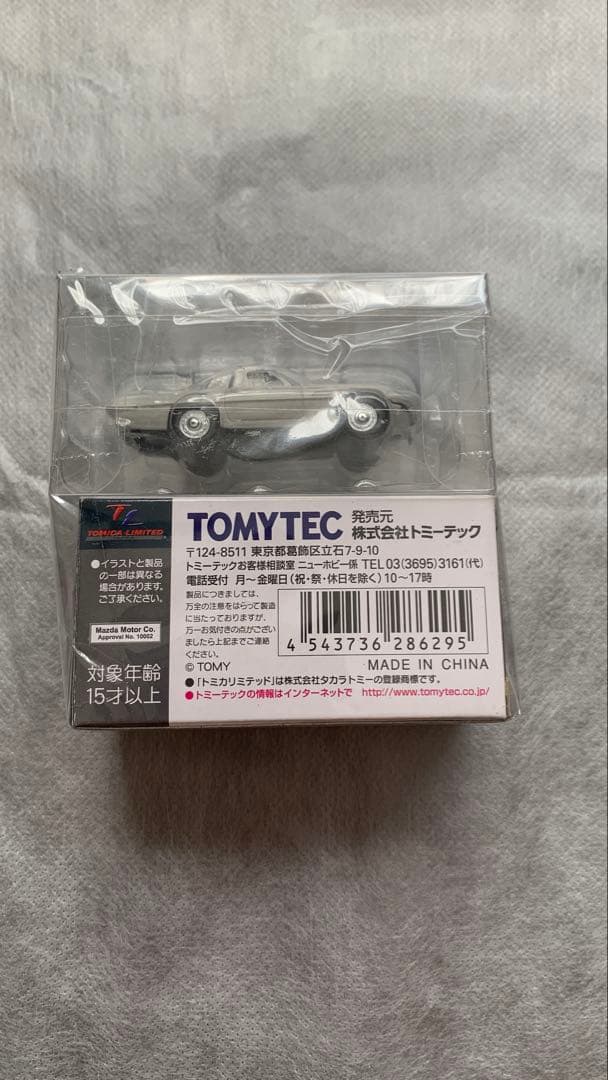 TL
TOMICA LIMITED
●イラストと製品
の一部は異なる
場合があります。
ご了承ください。
Mazda Motor Co.
Approval No. 10002
対象年齢
15才以上
TOMYTEC 発売元 株式会社トミーテック
〒124-8511 東京都葛飾区立石7-9-10
トミーテックお客様相談室 ニューホビー係 TEL 03(3695)3161(代)
電話受付 月～金曜日(祝・祭・休日を除く) 10～17時
製品につきましては、
万全の注意をはらって製造
に当たっておりますが、
万一お気付きの点がござい
ましたら上記までご連絡
ください。
4 543736 286295
© TOMY
MADE IN CHINA
●「トミカリミテッド」は株式会社タカラトミーの登録商標です。
●トミーテックの情報はインターネットで http://www.tomytec.co.jp/